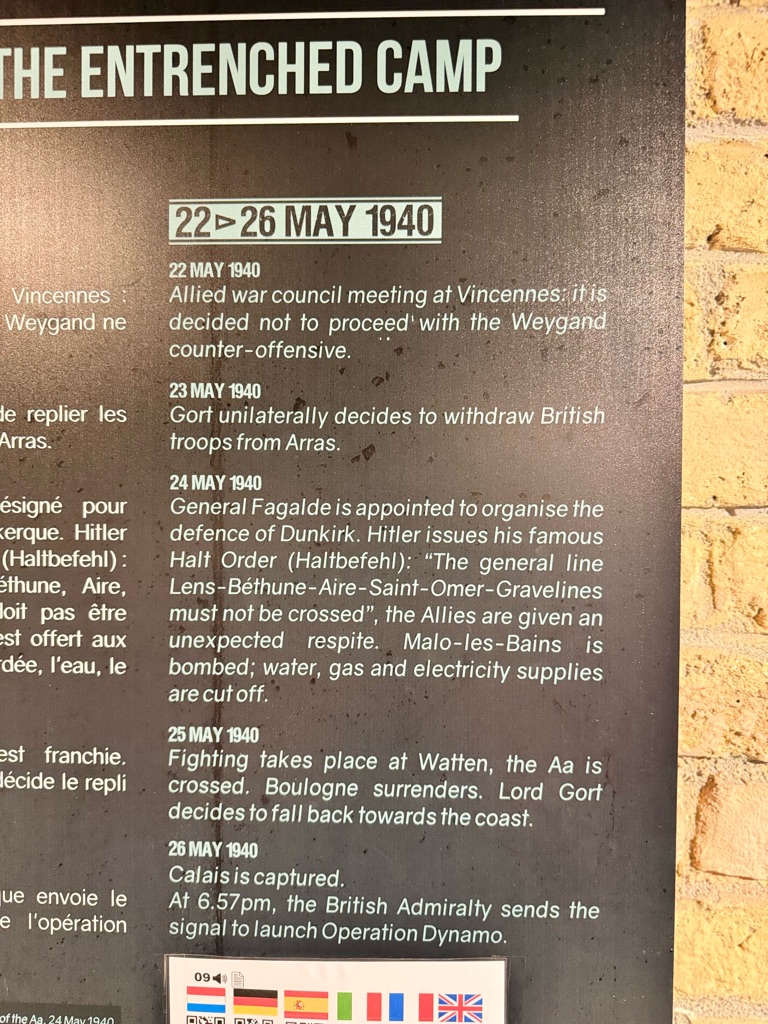 THE ENTRENCHED CAMP
Vincennes :
Weygand ne
de replier les
Arras.
ésigné pour
kerque. Hitler
(Haltbefehl) :
éthune, Aire,
doit pas être
est offert aux
rdée, l'eau, le
est franchie.
décide le repli
que envoie le
e l'opération
of the Aa, 24 May 1940
22 ▻ 26 MAY 1940
22 MAY 1940
Allied war council meeting at Vincennes: it is
decided not to proceed with the Weygand
counter-offensive.
23 MAY 1940
Gort unilaterally decides to withdraw British
troops from Arras.
24 MAY 1940
General Fagalde is appointed to organise the
defence of Dunkirk. Hitler issues his famous
Halt Order (Haltbefehl): “The general line
Lens-Béthune-Aire-Saint-Omer-Gravelines
must not be crossed”, the Allies are given an
unexpected respite. Malo-les-Bains is
bombed; water, gas and electricity supplies
are cut off.
25 MAY 1940
Fighting takes place at Watten, the Aa is
crossed. Boulogne surrenders. Lord Gort
decides to fall back towards the coast.
26 MAY 1940
Calais is captured.
At 6.57pm, the British Admiralty sends the
signal to launch Operation Dynamo.
09